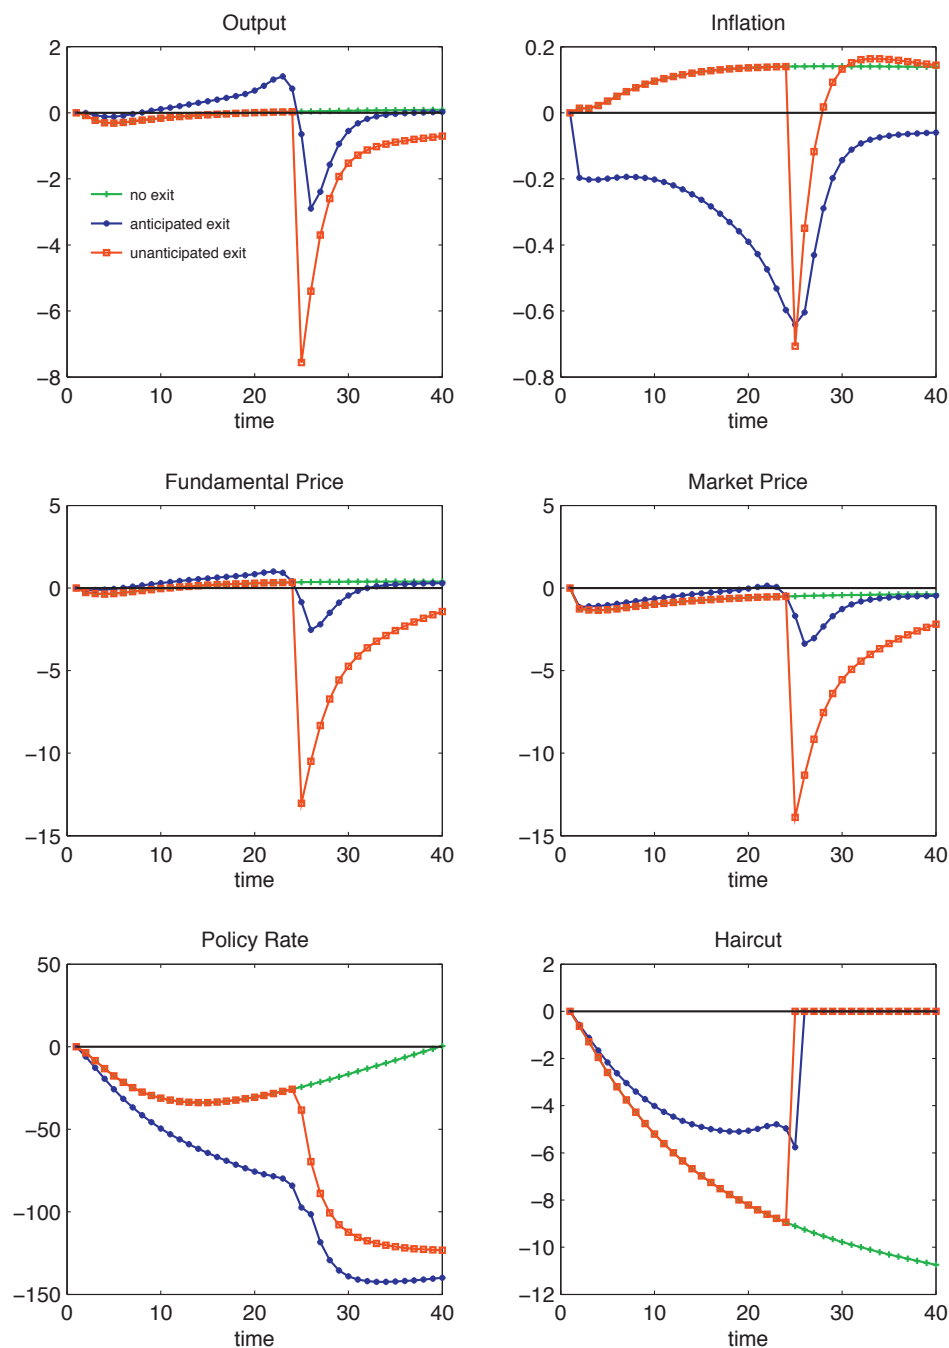 Output
2
0
−2
−4
−6
−8
no exit
anticipated exit
unanticipated exit
0 10 20 30 40
time
Inflation
0.2
0
−0.2
−0.4
−0.6
−0.8
0 10 20 30 40
time
Fundamental Price
5
0
−5
−10
−15
0 10 20 30 40
time
Market Price
5
0
−5
−10
−15
0 10 20 30 40
time
Policy Rate
50
0
−50
−100
−150
0 10 20 30 40
time
Haircut
2
0
−2
−4
−6
−8
−10
−12
0 10 20 30 40
time